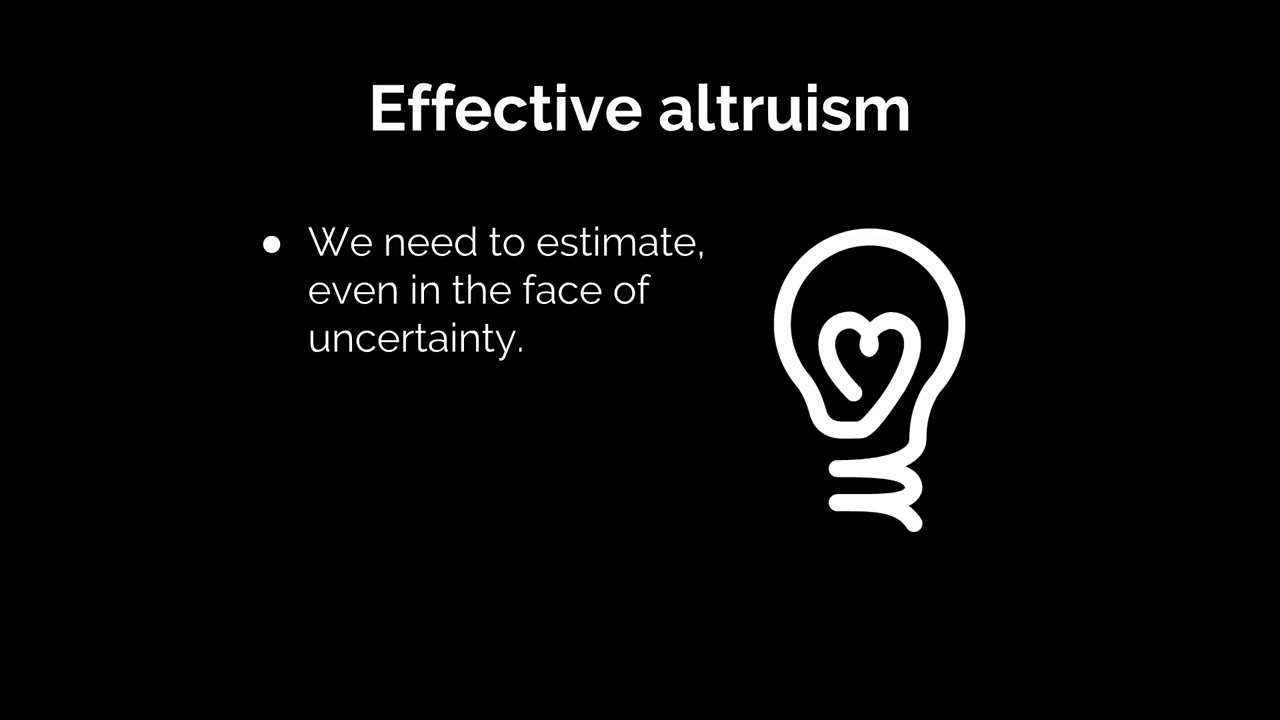 Effective altruism
● We need to estimate,
even in the face of
uncertainty.